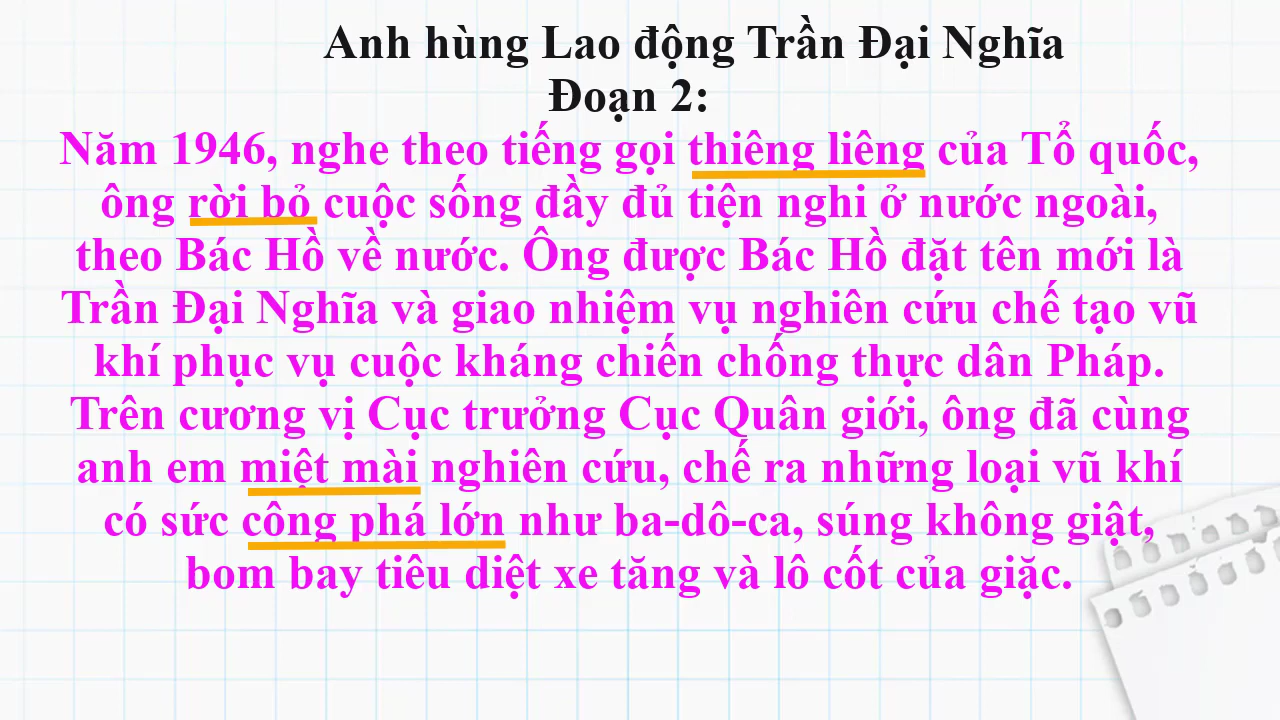 Anh hùng Lao động Trần Đại Nghĩa
Đoạn 2:
Năm 1946, nghe theo tiếng gọi thiêng liêng của Tổ quốc,
ông rời bỏ cuộc sống đầy đủ tiện nghi ở nước ngoài,
theo Bác Hồ về nước. Ông được Bác Hồ đặt tên mới là
Trần Đại Nghĩa và giao nhiệm vụ nghiên cứu chế tạo vũ
khí phục vụ cuộc kháng chiến chống thực dân Pháp.
Trên cương vị Cục trưởng Cục Quân giới, ông đã cùng
anh em miệt mài nghiên cứu, chế ra những loại vũ khí
có sức công phá lớn như ba-dô-ca, súng không giật,
bom bay tiêu diệt xe tăng và lô cốt của giặc.